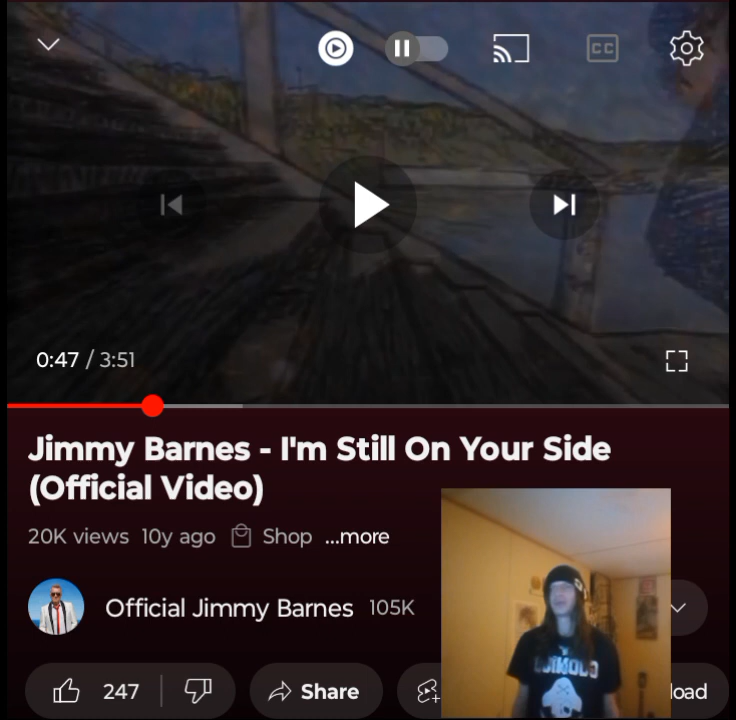 CC
0:47 / 3:51
Jimmy Barnes - I'm Still On Your Side
(Official Video)
20K views 10y ago Shop ...more
Official Jimmy Barnes 105K
247 Share load